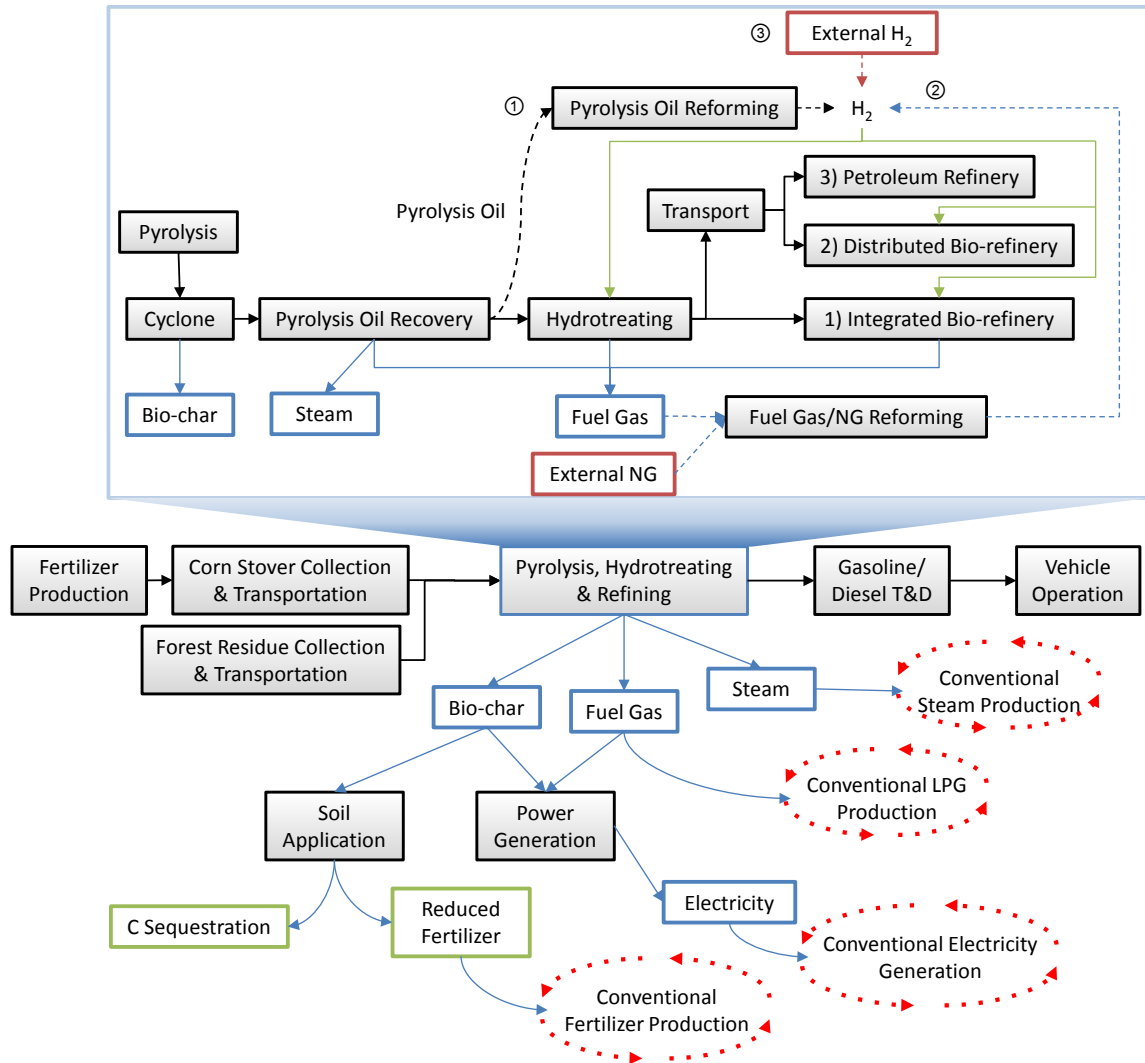 ③
External H₂
①
Pyrolysis Oil Reforming
H₂
②
3) Petroleum Refinery
Pyrolysis Oil
Transport
Pyrolysis
2) Distributed Bio-refinery
Cyclone
Pyrolysis Oil Recovery
Hydrotreating
1) Integrated Bio-refinery
Bio-char
Steam
Fuel Gas
Fuel Gas/NG Reforming
External NG
Fertilizer
Production
Corn Stover Collection
& Transportation
Pyrolysis, Hydrotreating
& Refining
Gasoline/
Diesel T&D
Vehicle
Operation
Forest Residue Collection
& Transportation
Bio-char
Fuel Gas
Steam
Conventional
Steam Production
Conventional LPG
Production
Soil
Application
Power
Generation
C Sequestration
Reduced
Fertilizer
Electricity
Conventional Electricity
Generation
Conventional
Fertilizer Production